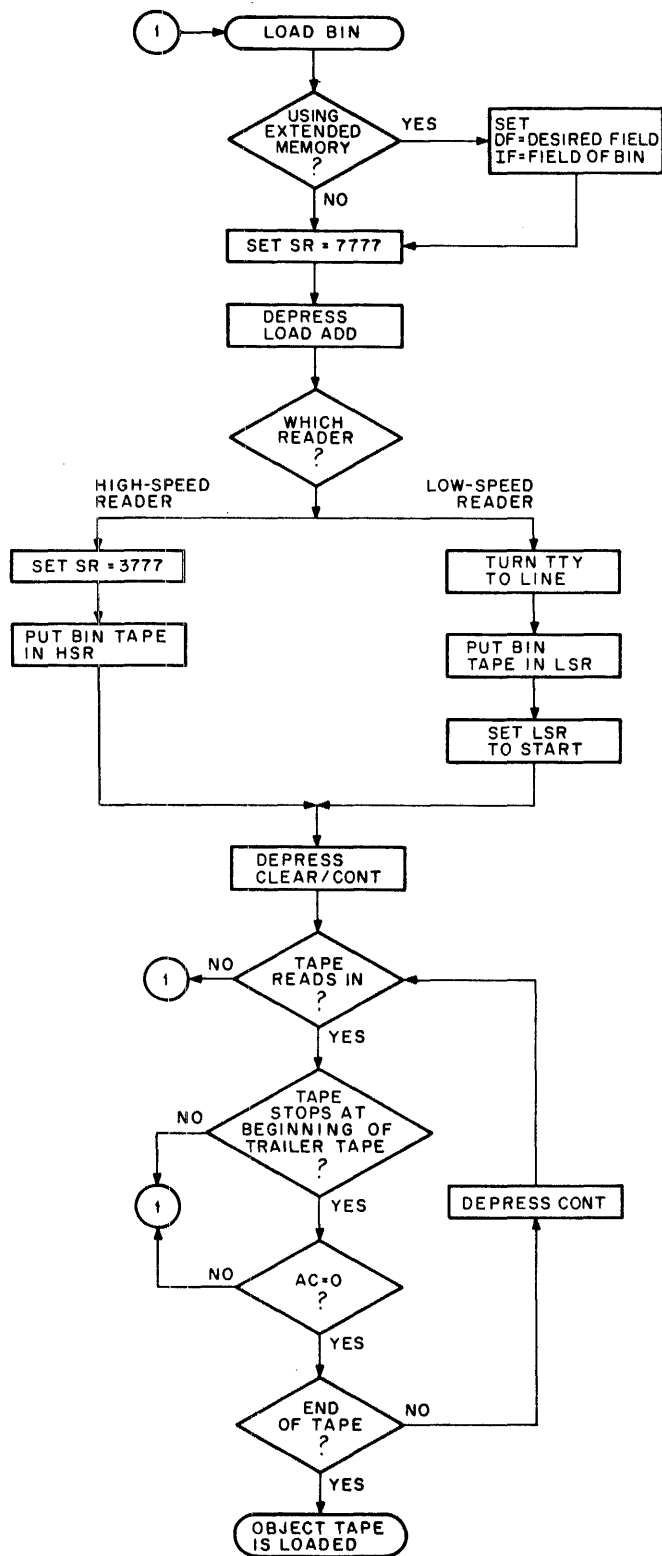 1
LOAD BIN
USING
EXTENDED
MEMORY
?
YES
SET
DF=DESIRED FIELD
IF=FIELD OF BIN
NO
SET SR = 7777
DEPRESS
LOAD ADD
WHICH
READER
?
HIGH-SPEED
READER
LOW-SPEED
READER
SET SR = 3777
PUT BIN TAPE
IN HSR
TURN TTY
TO LINE
PUT BIN
TAPE IN LSR
SET LSR
TO START
DEPRESS
CLEAR/CONT
1
NO
TAPE
READS IN
?
YES
NO
TAPE
STOPS AT
BEGINNING OF
TRAILER TAPE
?
1
YES
DEPRESS CONT
NO
AC=0
?
YES
END
OF TAPE
?
NO
YES
OBJECT TAPE
IS LOADED